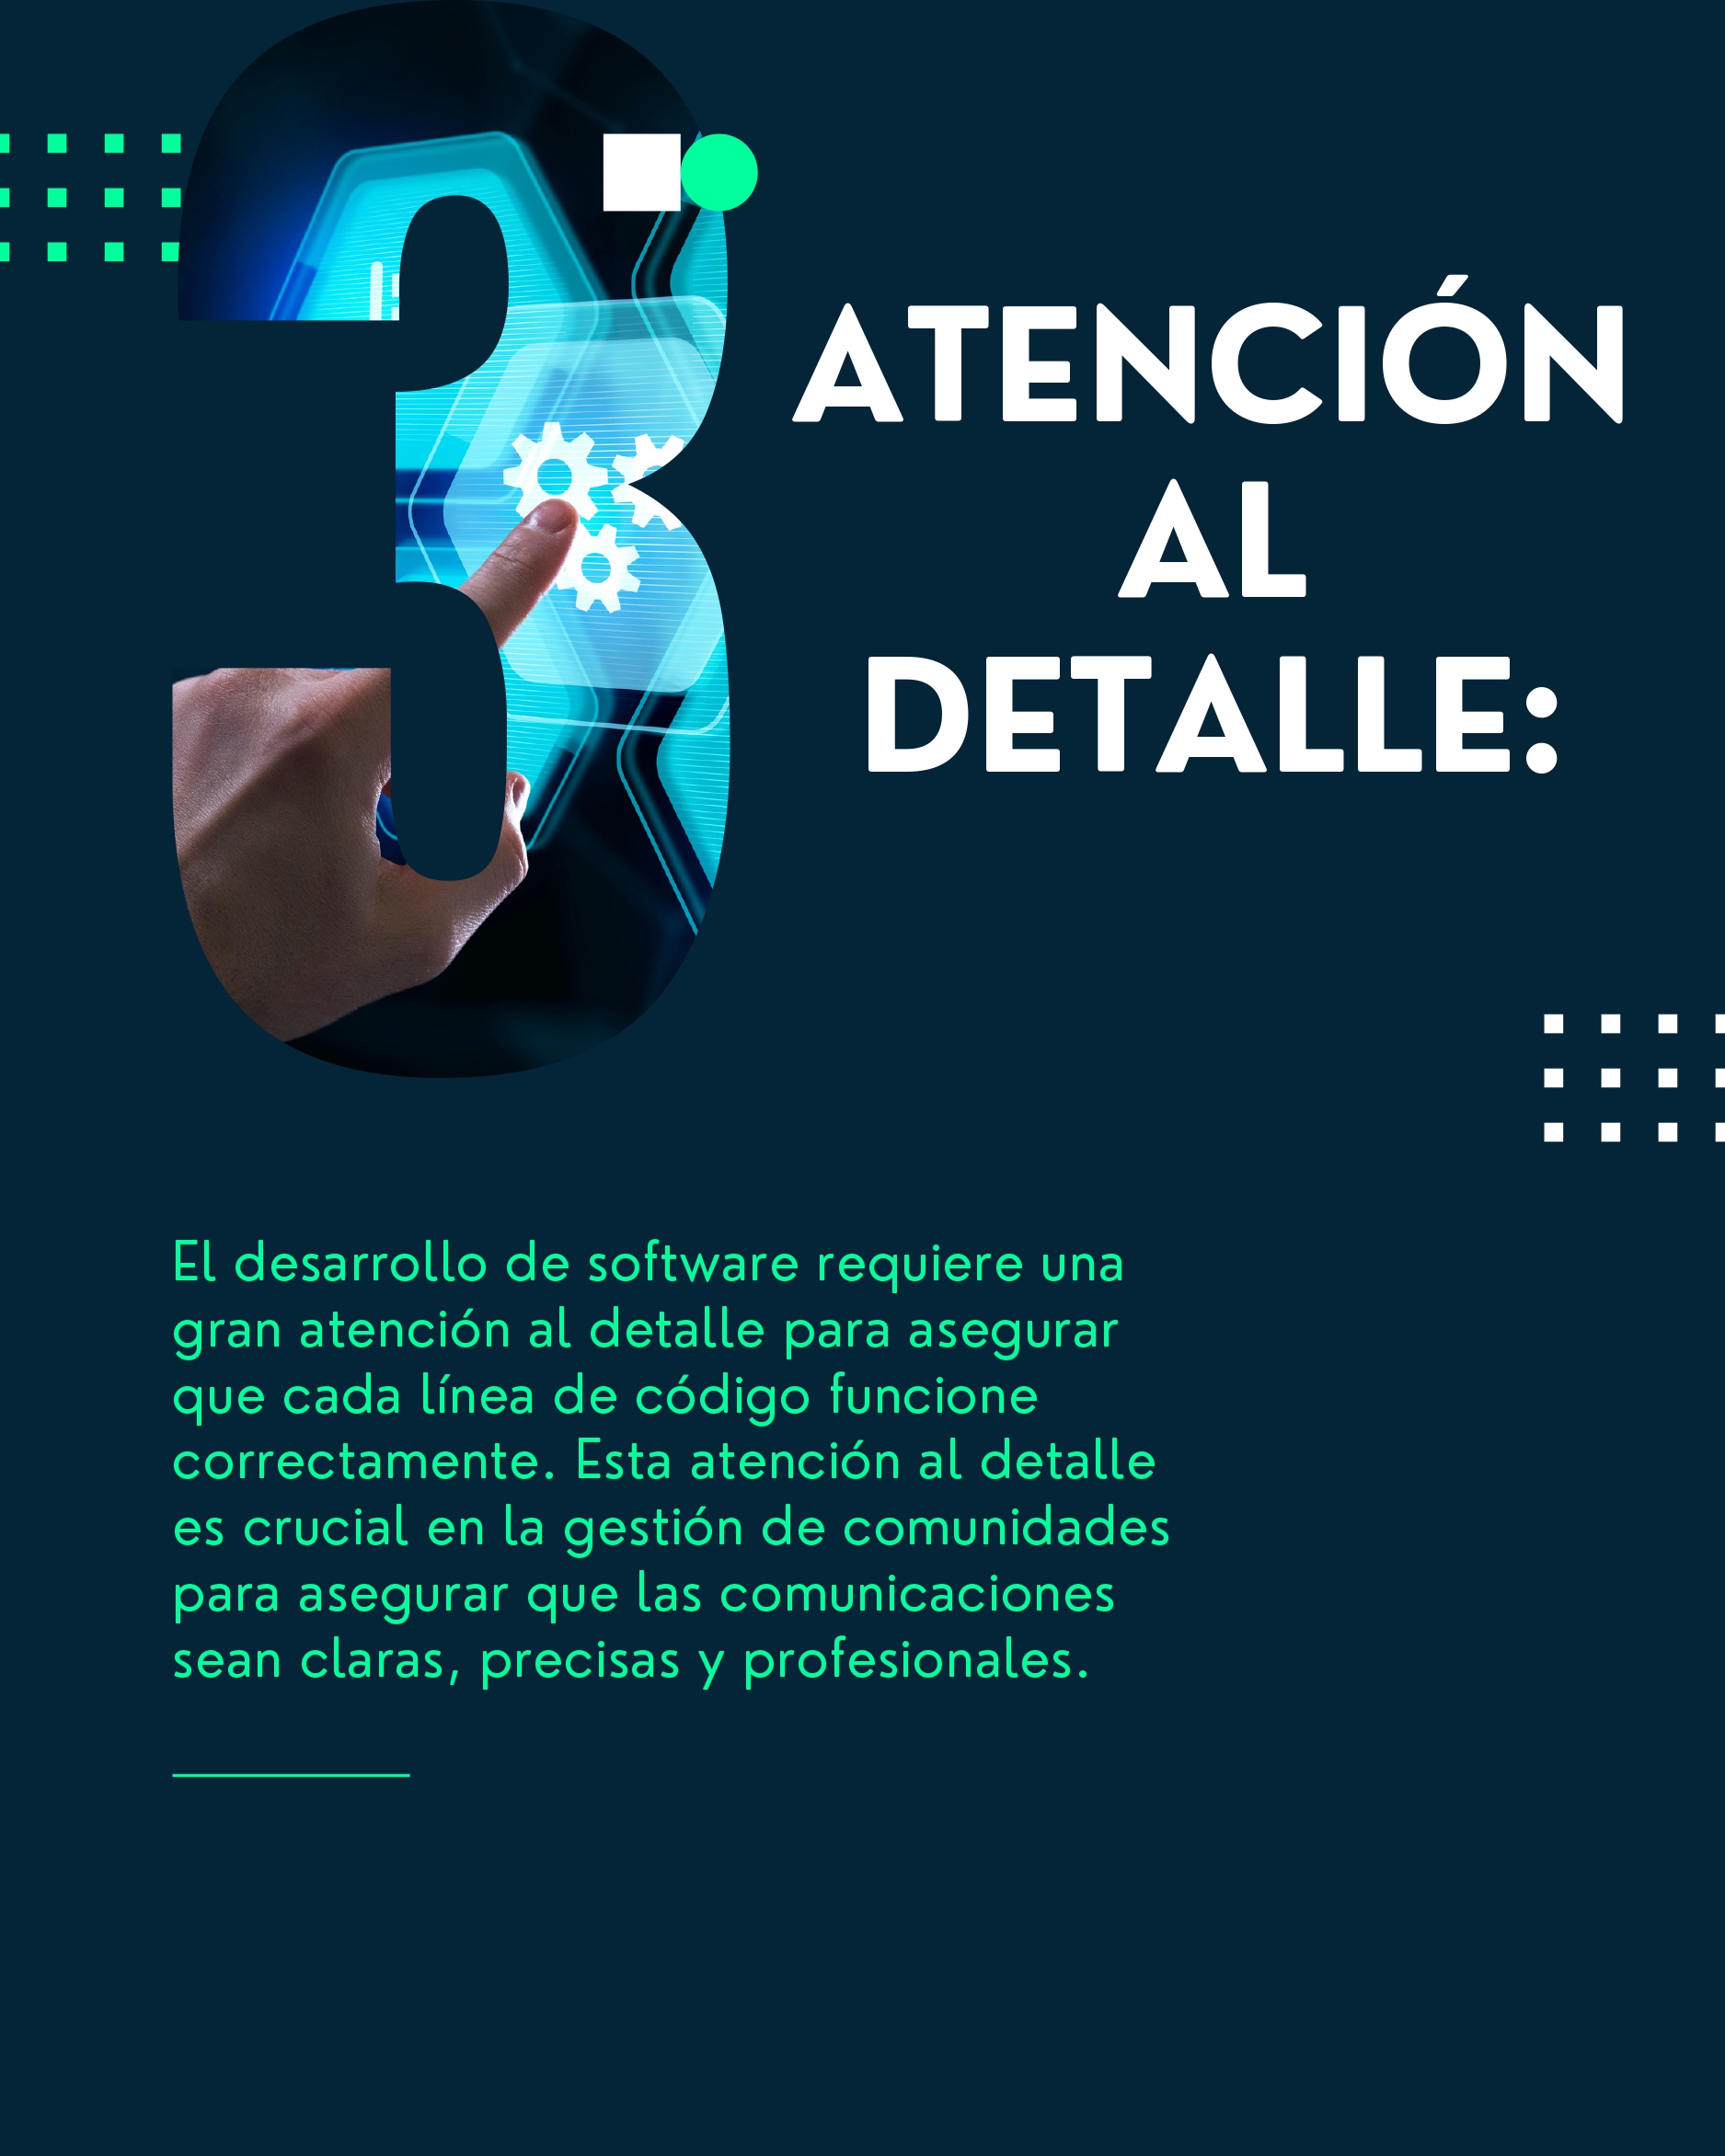 3
ATENCIÓN
AL
DETALLE:
El desarrollo de software requiere una
gran atención al detalle para asegurar
que cada línea de código funcione
correctamente. Esta atención al detalle
es crucial en la gestión de comunidades
para asegurar que las comunicaciones
sean claras, precisas y profesionales.